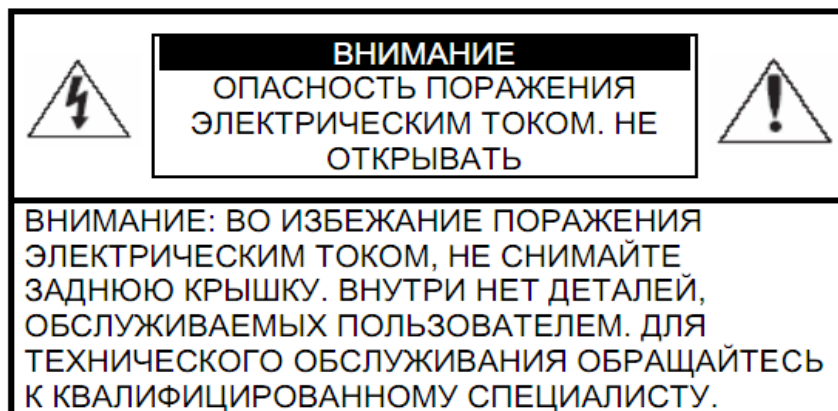 ВНИМАНИЕ
ОПАСНОСТЬ ПОРАЖЕНИЯ
ЭЛЕКТРИЧЕСКИМ ТОКОМ. НЕ
ОТКРЫВАТЬ
ВНИМАНИЕ: ВО ИЗБЕЖАНИЕ ПОРАЖЕНИЯ
ЭЛЕКТРИЧЕСКИМ ТОКОМ, НЕ СНИМАЙТЕ
ЗАДНЮЮ КРЫШКУ. ВНУТРИ НЕТ ДЕТАЛЕЙ,
ОБСЛУЖИВАЕМЫХ ПОЛЬЗОВАТЕЛЕМ. ДЛЯ
ТЕХНИЧЕСКОГО ОБСЛУЖИВАНИЯ ОБРАЩАЙТЕСЬ
К КВАЛИФИЦИРОВАННОМУ СПЕЦИАЛИСТУ.